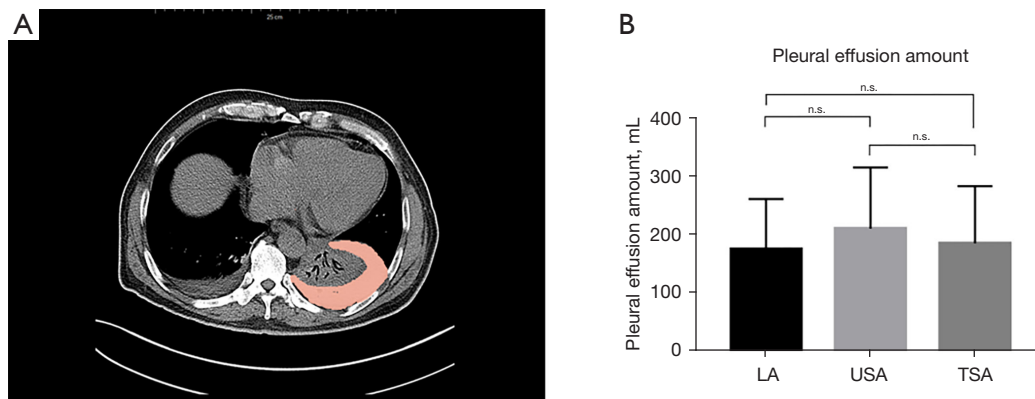 A
25 cm
B
Pleural effusion amount
n.s.
n.s.
n.s.
Pleural effusion amount, mL
400
300
200
100
0
LA
USA
TSA